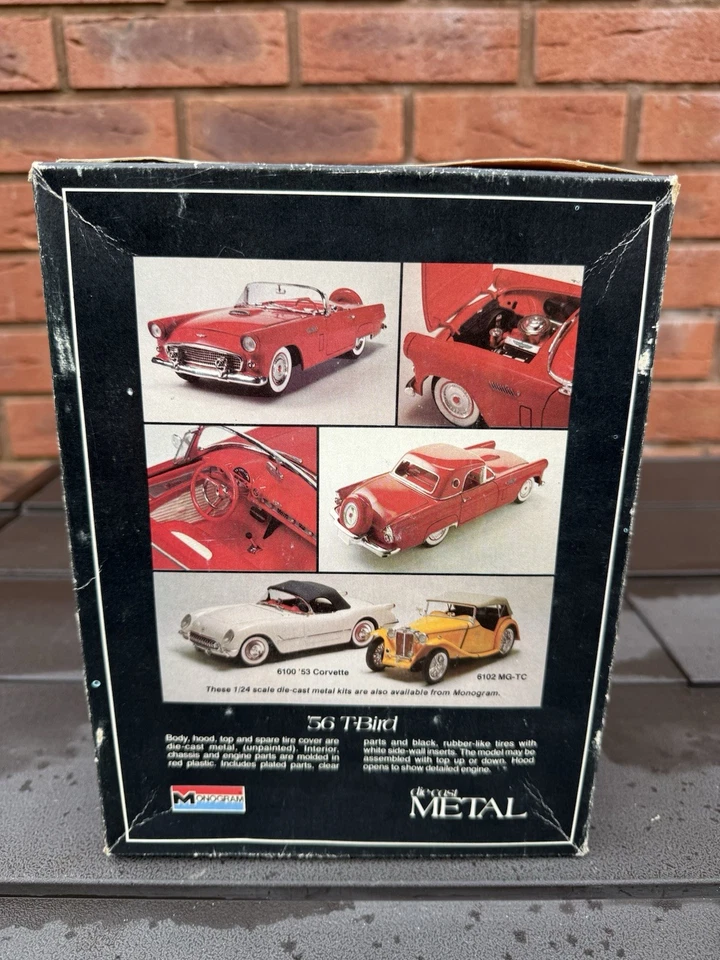 6100 '53 Corvette
6102 MG-TC
These 1/24 scale die-cast metal kits are also available from Monogram.
'56 T-Bird
Body, hood, top and spare tire cover are
die-cast metal, (unpainted). Interior,
chassis and engine parts are molded in
red plastic. Includes plated parts, clear
parts and black, rubber-like tires with
white side-wall inserts. The model may be
assembled with top up or down. Hood
opens to show detailed engine.
MONOGRAM
die-cast
METAL